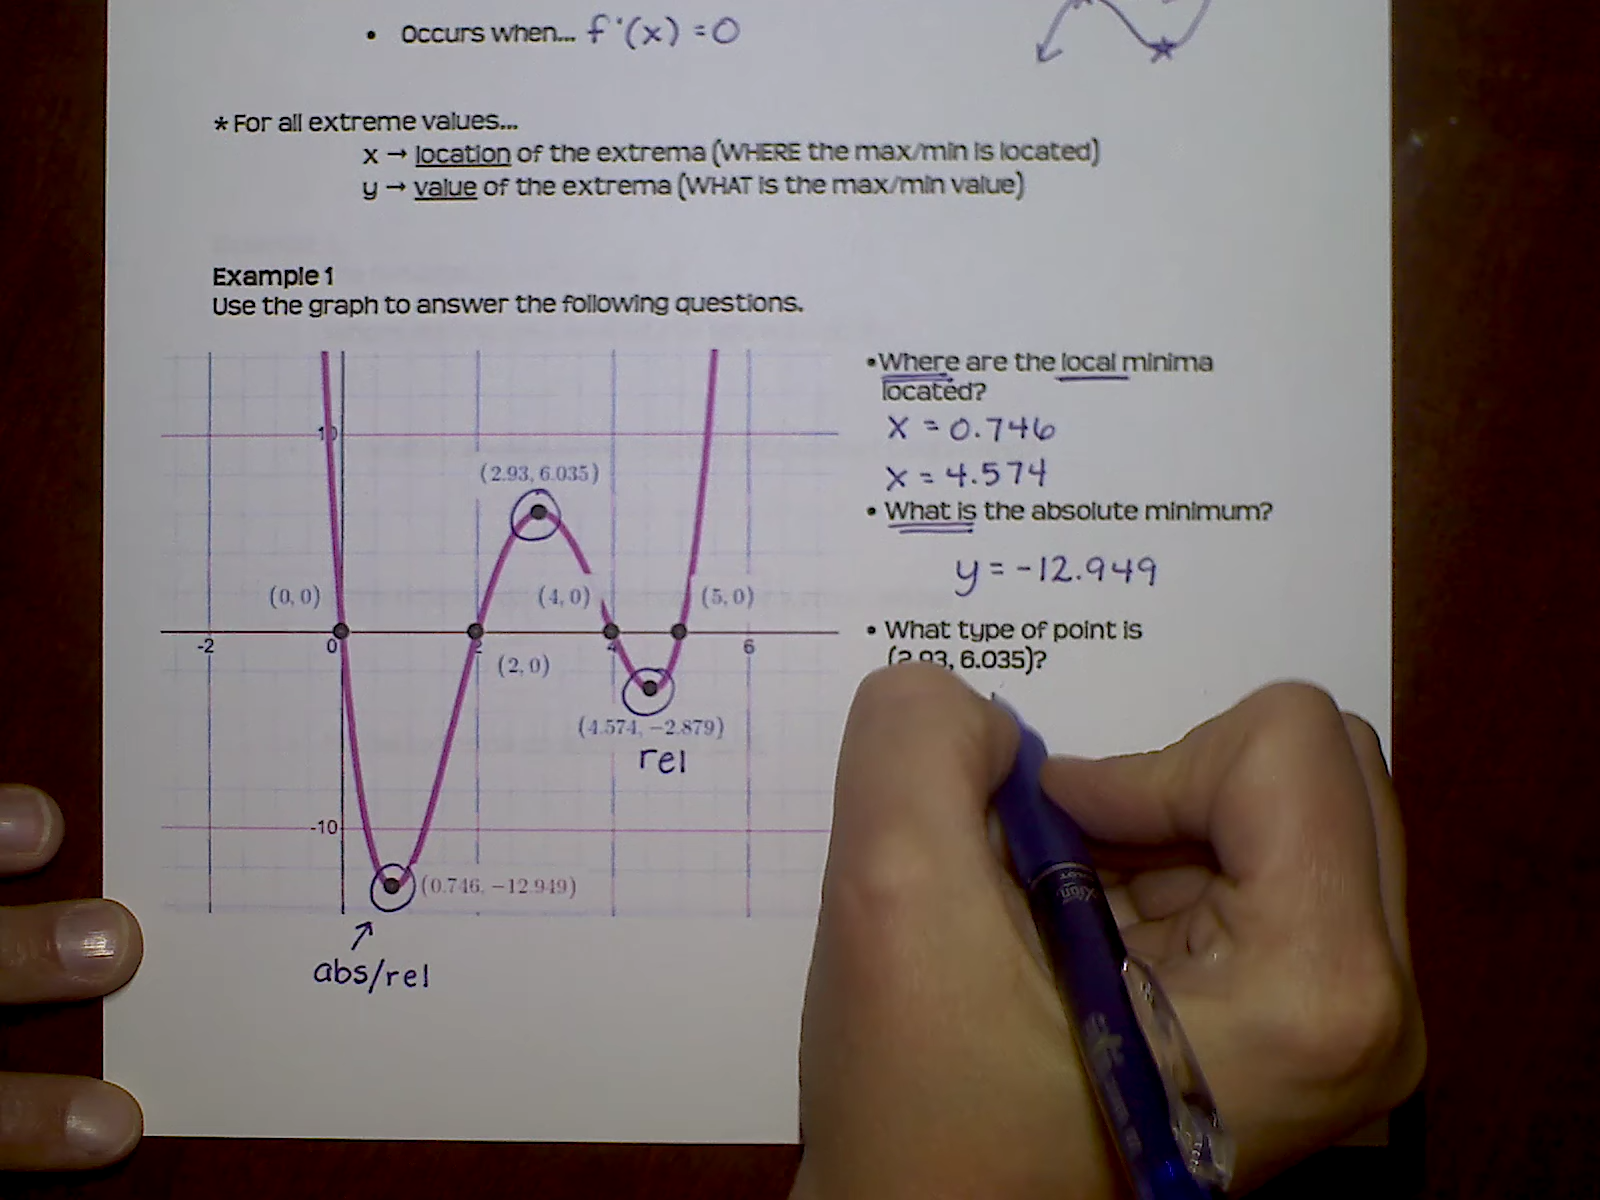 • Occurs when... f'(x) = 0
* For all extreme values...
x → location of the extrema (WHERE the max/min is located)
y → value of the extrema (WHAT is the max/min value)
Example 1
Use the graph to answer the following questions.
•Where are the local minima
located?
x = 0.746
x = 4.574
• What is the absolute minimum?
y = -12.949
• What type of point is
(2.93, 6.035)?
10
(2.93, 6.035)
(0, 0)
(4, 0)
(5, 0)
-2
0
2
4
6
(2, 0)
(4.574, −2.879)
rel
-10
(0.746, −12.949)
abs/rel